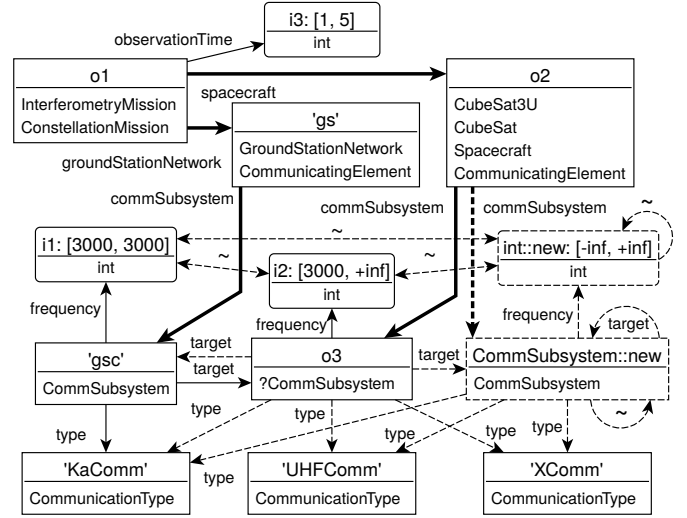 i3: [1, 5]
int
observationTime
o1
InterferometryMission
ConstellationMission
o2
CubeSat3U
CubeSat
Spacecraft
CommunicatingElement
spacecraft
'gs'
GroundStationNetwork
CommunicatingElement
groundStationNetwork
commSubsystem
commSubsystem
commSubsystem
~
i1: [3000, 3000]
int
~
~
i2: [3000, +inf]
int
~
int::new: [-inf, +inf]
int
frequency
frequency
frequency
'gsc'
CommSubsystem
target
target
o3
?CommSubsystem
target
target
CommSubsystem::new
CommSubsystem
~
type
type
type
type
type
type
type
'KaComm'
CommunicationType
'UHFComm'
CommunicationType
'XComm'
CommunicationType